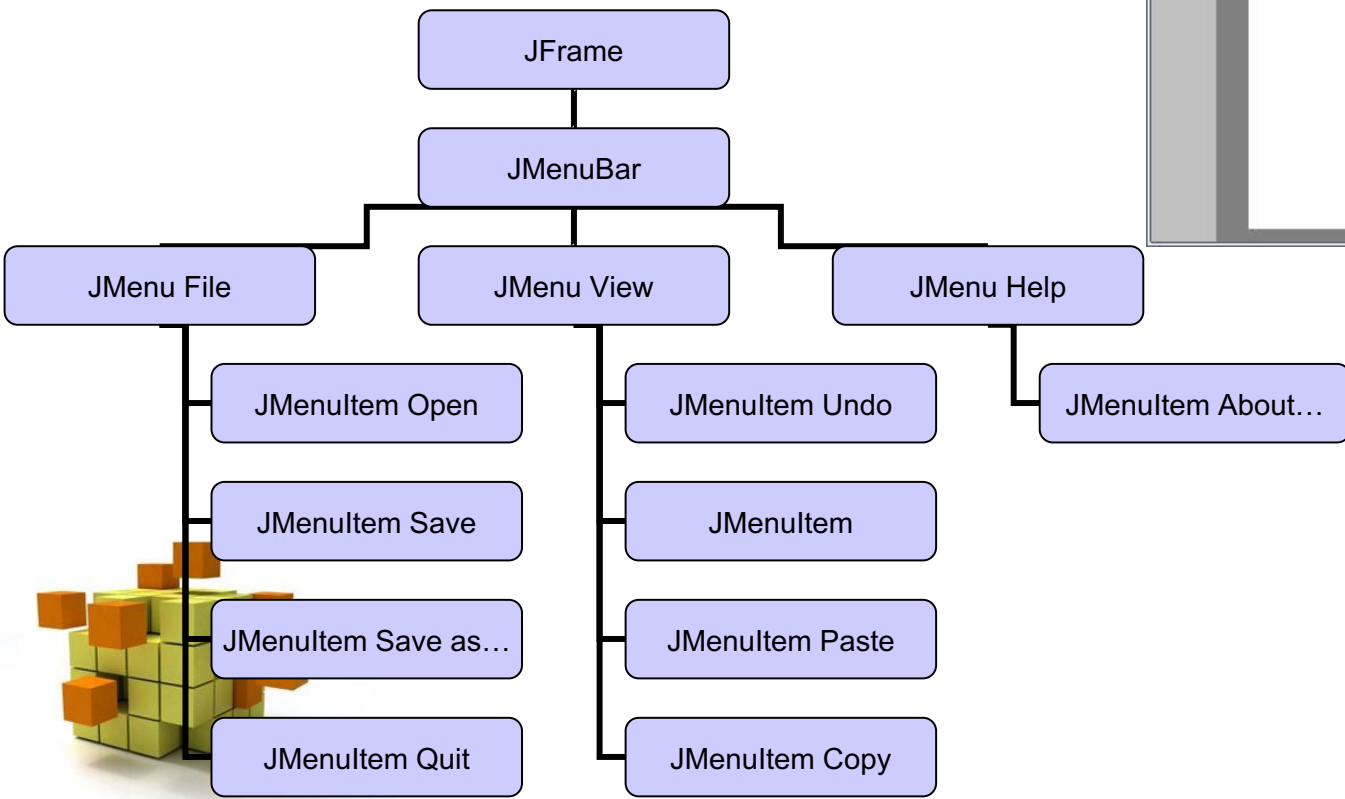 JFrame
JMenuBar
JMenu File
JMenu View
JMenu Help
JMenuItem Open
JMenuItem Undo
JMenuItem About…
JMenuItem Save
JMenuItem
JMenuItem Save as…
JMenuItem Paste
JMenuItem Quit
JMenuItem Copy